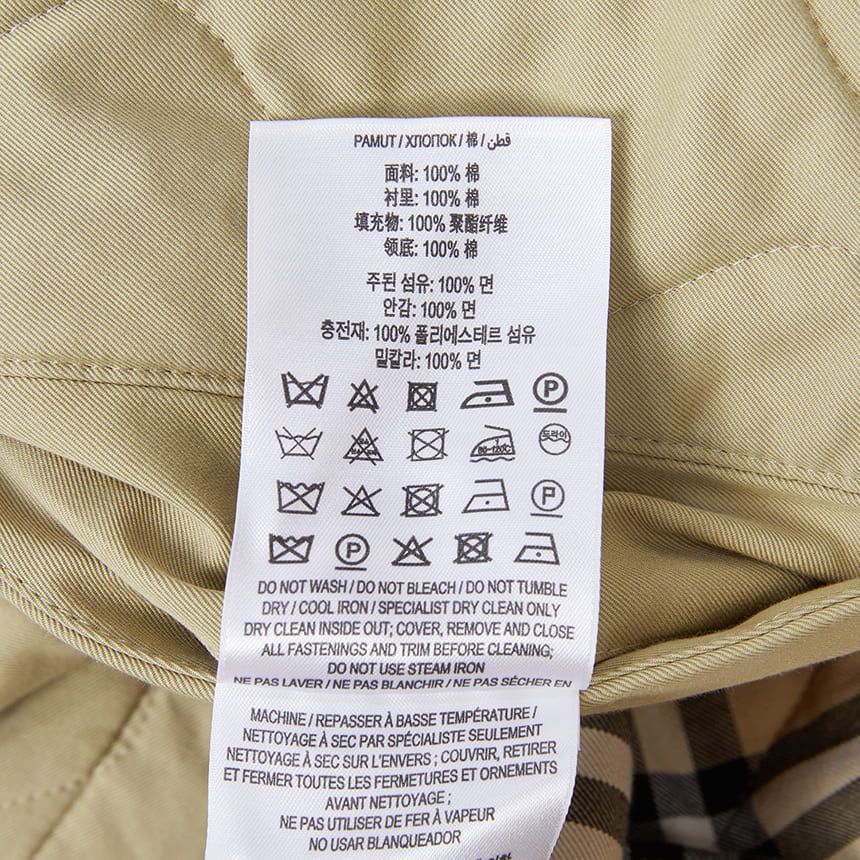 PAMUT / ХЛОПОК / 棉 / قطن
面料: 100% 棉
衬里: 100% 棉
填充物: 100% 聚酯纤维
领底: 100% 棉
주된 섬유: 100% 면
안감: 100% 면
충전재: 100% 폴리에스테르 섬유
밑칼라: 100% 면
P
80~120℃ 드라이
P
P
DO NOT WASH / DO NOT BLEACH / DO NOT TUMBLE
DRY / COOL IRON / SPECIALIST DRY CLEAN ONLY
DRY CLEAN INSIDE OUT; COVER, REMOVE AND CLOSE
ALL FASTENINGS AND TRIM BEFORE CLEANING;
DO NOT USE STEAM IRON
NE PAS LAVER / NE PAS BLANCHIR / NE PAS SÉCHER EN
MACHINE / REPASSER À BASSE TEMPÉRATURE /
NETTOYAGE À SEC PAR SPÉCIALISTE SEULEMENT
NETTOYAGE À SEC SUR L'ENVERS ; COUVRIR, RETIRER
ET FERMER TOUTES LES FERMETURES ET ORNEMENTS
AVANT NETTOYAGE ;
NE PAS UTILISER DE FER À VAPEUR
NO USAR BLANQUEADOR